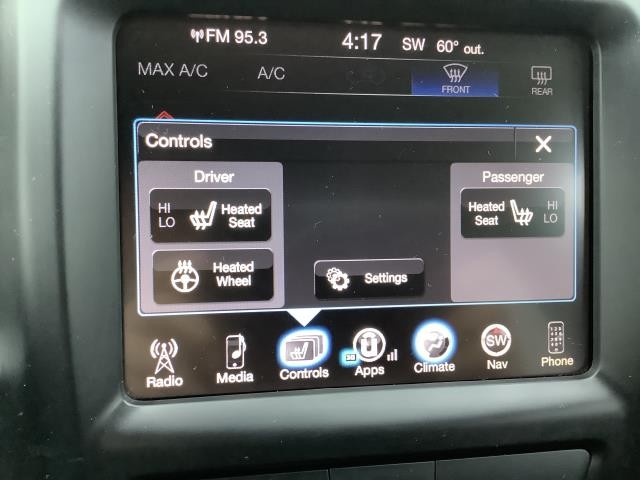 FM 95.3 4:17 SW 60° out.
MAX A/C A/C FRONT REAR
Controls X
Driver Passenger
HI LO Heated Seat
Heated Seat HI LO
Heated Wheel
Settings
Radio Media Controls Apps Climate SW Nav Phone